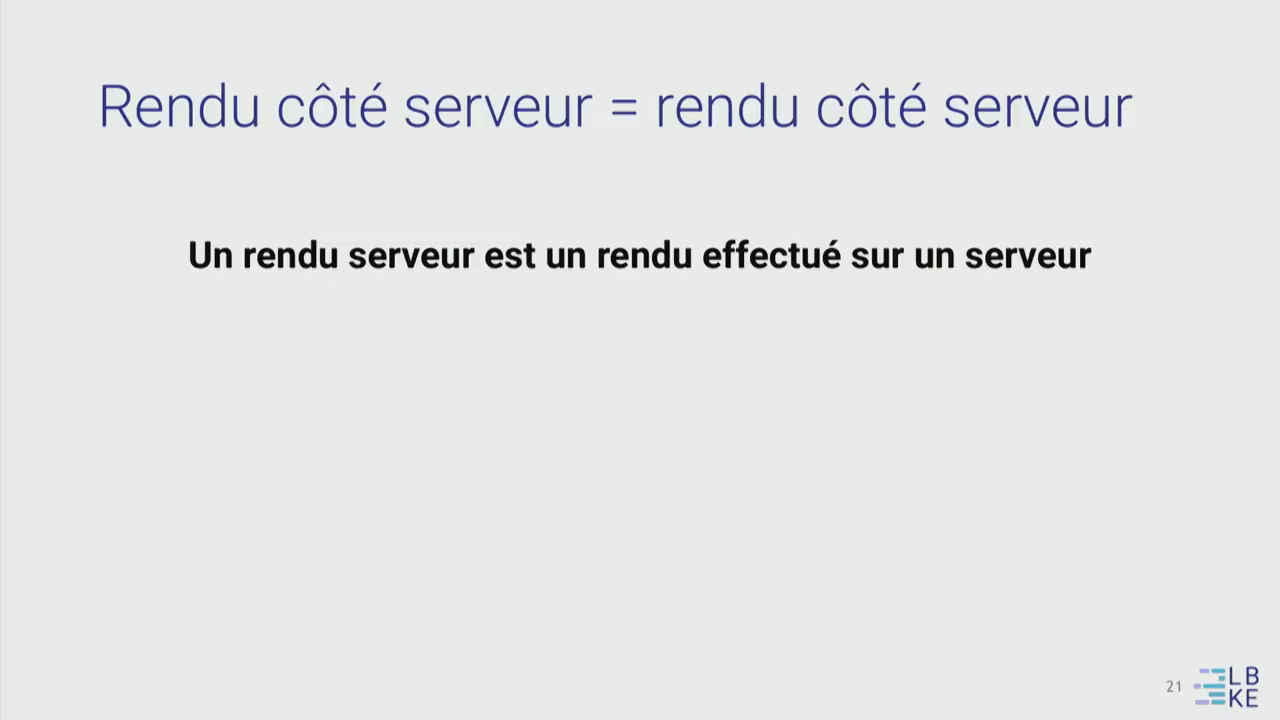 Rendu côté serveur = rendu côté serveur
Un rendu serveur est un rendu effectué sur un serveur
21
LB
KE